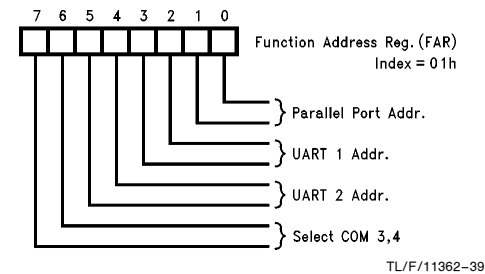 7 6 5 4 3 2 1 0
Function Address Reg. (FAR)
Index = 01h
Parallel Port Addr.
UART 1 Addr.
UART 2 Addr.
Select COM 3,4
TL/F/11362–39